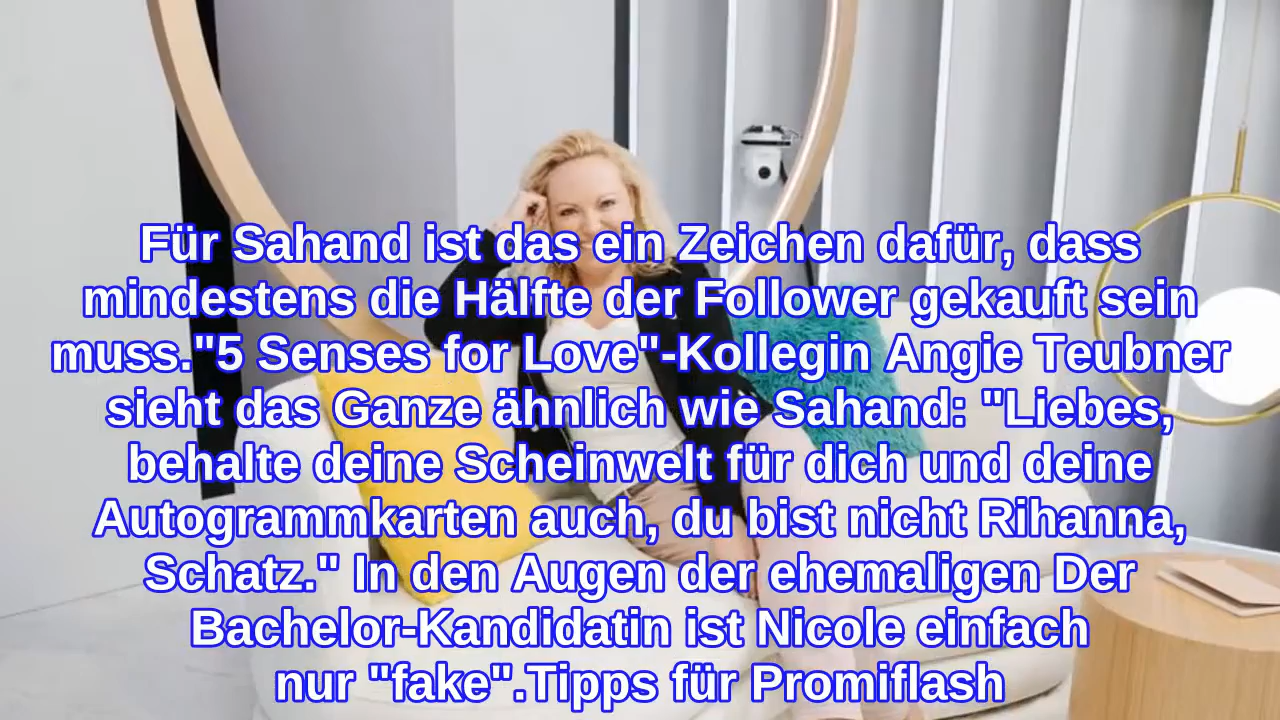 Für Sahand ist das ein Zeichen dafür, dass
mindestens die Hälfte der Follower gekauft sein
muss."5 Senses for Love"-Kollegin Angie Teubner
sieht das Ganze ähnlich wie Sahand: "Liebes,
behalte deine Scheinwelt für dich und deine
Autogrammkarten auch, du bist nicht Rihanna,
Schatz." In den Augen der ehemaligen Der
Bachelor-Kandidatin ist Nicole einfach
nur "fake".Tipps für Promiflash